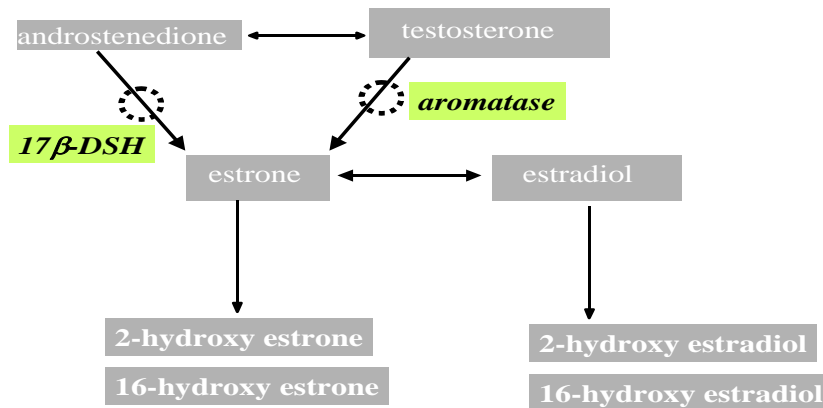 androstenedione
testosterone
aromatase
17β-DSH
estrone
estradiol
2-hydroxy estrone
2-hydroxy estradiol
16-hydroxy estrone
16-hydroxy estradiol